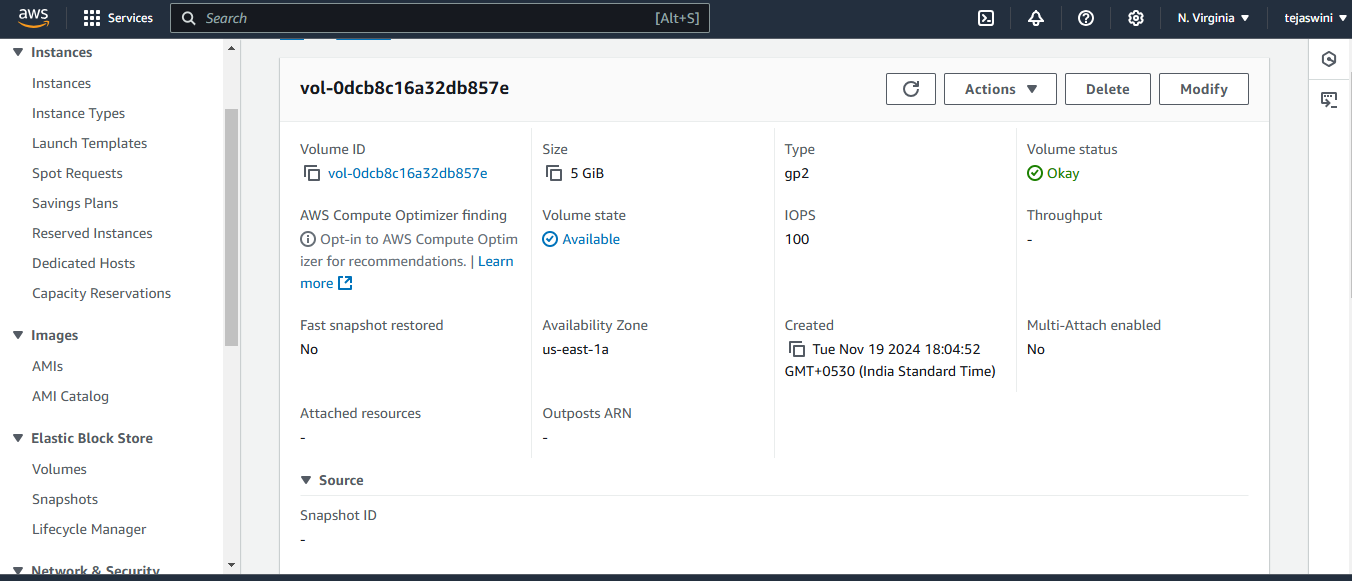 aws
Services
Search
[Alt+S]
N. Virginia
tejaswini
Instances
Instances
Instance Types
Launch Templates
Spot Requests
Savings Plans
Reserved Instances
Dedicated Hosts
Capacity Reservations
Images
AMIs
AMI Catalog
Elastic Block Store
Volumes
Snapshots
Lifecycle Manager
Network & Security
vol-0dcb8c16a32db857e
Actions
Delete
Modify
Volume ID
vol-0dcb8c16a32db857e
Size
5 GiB
Type
gp2
Volume status
Okay
AWS Compute Optimizer finding
Opt-in to AWS Compute Optim
izer for recommendations. | Learn
more
Volume state
Available
IOPS
100
Throughput
-
Fast snapshot restored
No
Availability Zone
us-east-1a
Created
Tue Nov 19 2024 18:04:52
GMT+0530 (India Standard Time)
Multi-Attach enabled
No
Attached resources
-
Outposts ARN
-
Source
Snapshot ID
-